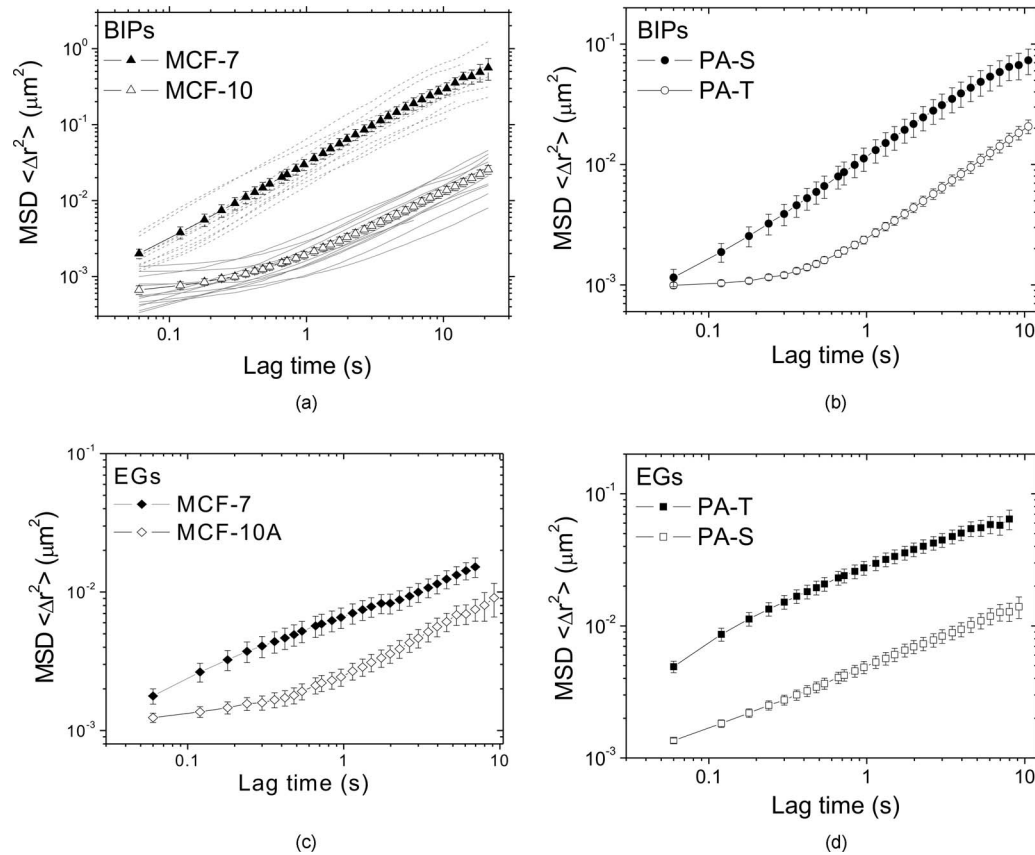 BIPs
MCF-7
MCF-10
MSD <Δr²> (μm²)
10⁰
10⁻¹
10⁻²
10⁻³
0.1 1 10
Lag time (s)
(a)
BIPs
PA-S
PA-T
MSD <Δr²> (μm²)
10⁻¹
10⁻²
10⁻³
0.1 1 10
Lag time (s)
(b)
EGs
MCF-7
MCF-10A
MSD <Δr²> (μm²)
10⁻¹
10⁻²
10⁻³
0.1 1 10
Lag time (s)
(c)
EGs
PA-T
PA-S
MSD <Δr²> (μm²)
10⁻¹
10⁻²
10⁻³
0.1 1 10
Lag time (s)
(d)